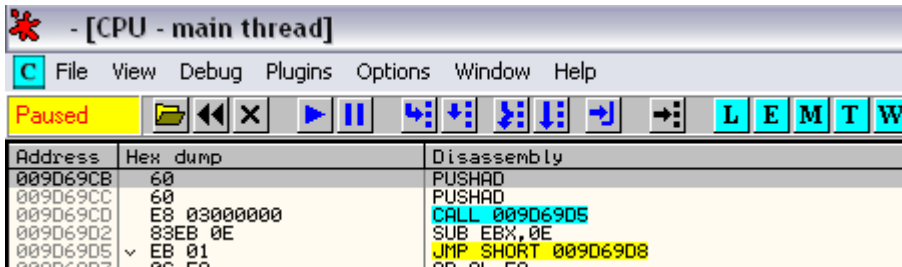 - [CPU - main thread]
C File View Debug Plugins Options Window Help
Paused L E M T W
Address Hex dump Disassembly
009D69CB 60 PUSHAD
009D69CC 60 PUSHAD
009D69CD E8 03000000 CALL 009D69D5
009D69D2 83EB 0E SUB EBX,0E
009D69D5 EB 01 JMP SHORT 009D69D8